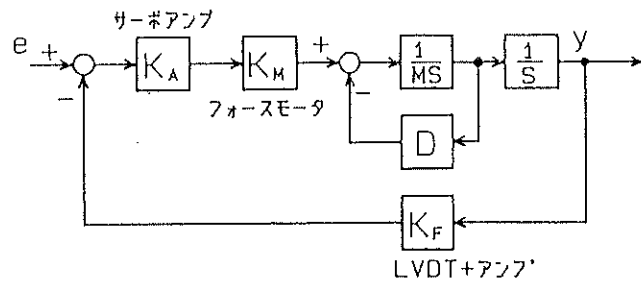 サーボアンプ
e + K_A K_M + 1/MS 1/S y
−
−
フォースモータ
D
K_F
LVDT+アンプ